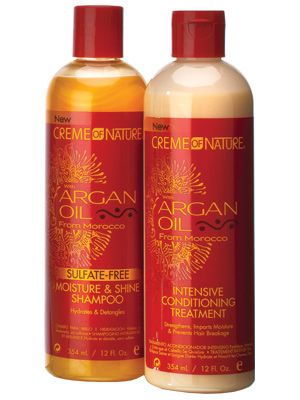 New
CREME OF NATURE
with
ARGAN
OIL
From Morocco
SULFATE-FREE
MOISTURE & SHINE
SHAMPOO
Hydrates & Detangles
354 mL / 12 Fl. Oz.
New
CREME OF NATURE.
with
ARGAN
OIL
From Morocco
INTENSIVE
CONDITIONING
TREATMENT
Strengthens, Imparts Moisture
& Prevents Hair Breakage
354 mL / 12 Fl. Oz.